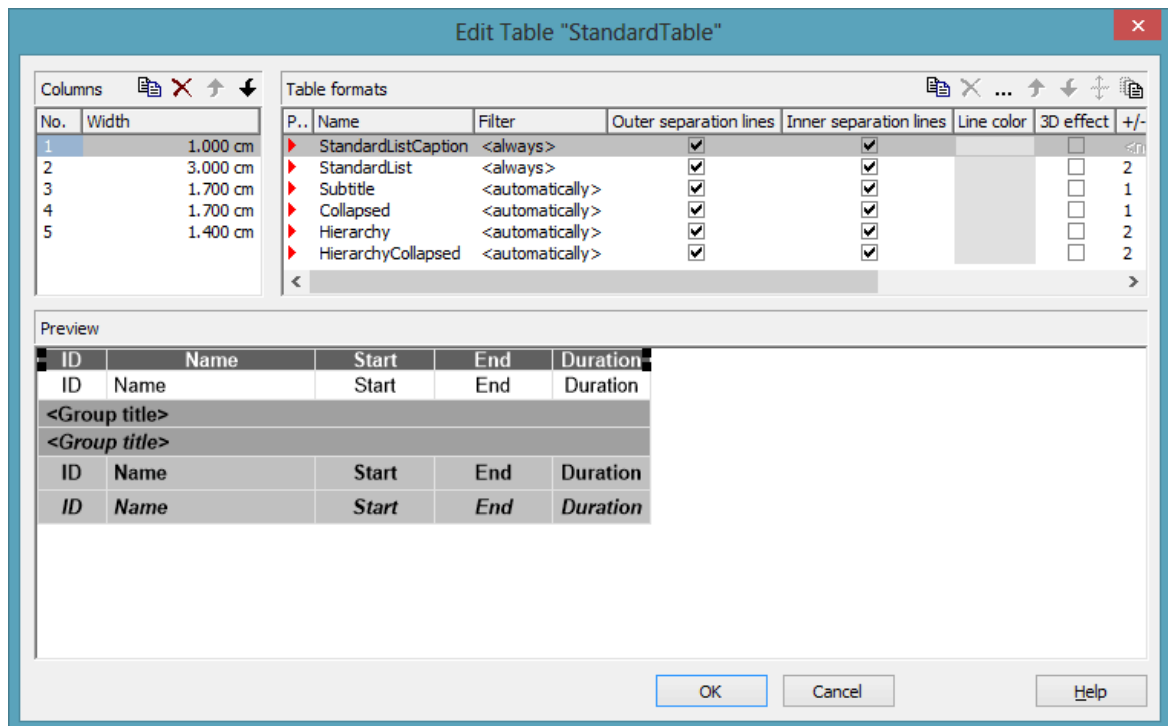 Edit Table "StandardTable"
Columns
Table formats
No. Width
P.. Name Filter Outer separation lines Inner separation lines Line color 3D effect +/-
1 1.000 cm
2 3.000 cm
3 1.700 cm
4 1.700 cm
5 1.400 cm
StandardListCaption <always>
StandardList <always> 2
Subtitle <automatically> 1
Collapsed <automatically> 1
Hierarchy <automatically> 2
HierarchyCollapsed <automatically> 2
Preview
ID Name Start End Duration
ID Name Start End Duration
<Group title>
<Group title>
ID Name Start End Duration
ID Name Start End Duration
OK Cancel Help